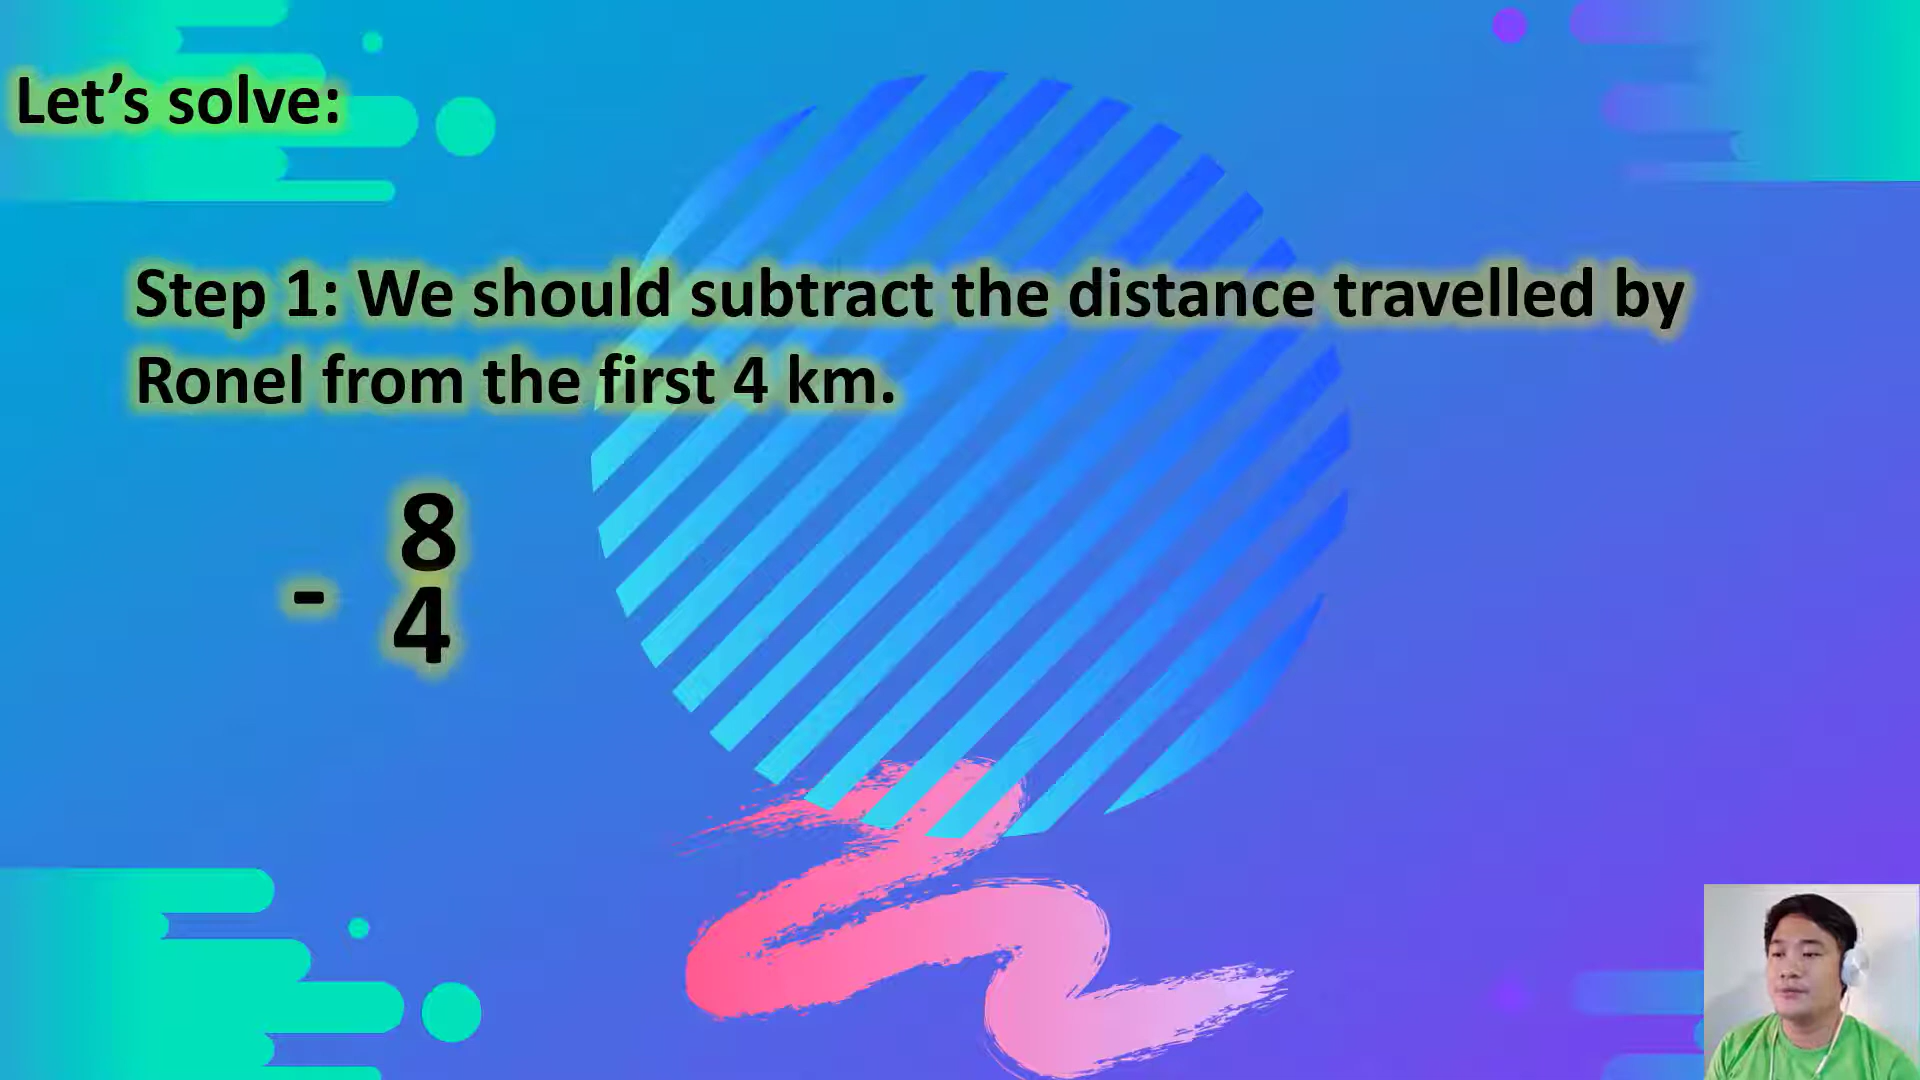 Let’s solve:
Step 1: We should subtract the distance travelled by
Ronel from the first 4 km.
8
- 4